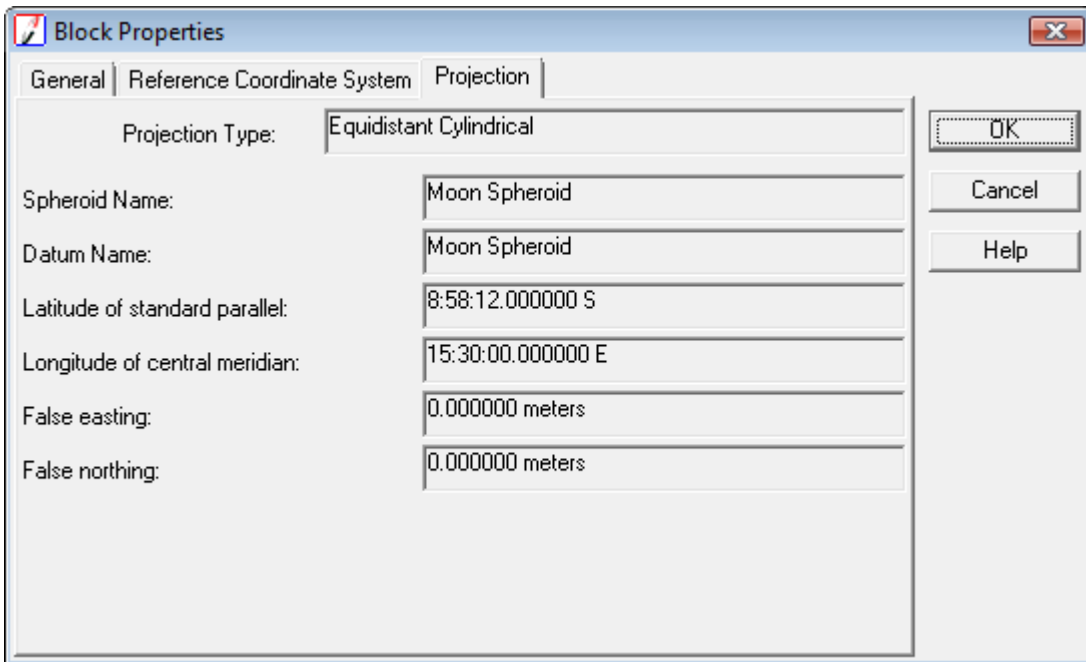 Block Properties
General Reference Coordinate System Projection
Projection Type: Equidistant Cylindrical
OK
Spheroid Name: Moon Spheroid
Cancel
Datum Name: Moon Spheroid
Help
Latitude of standard parallel: 8:58:12.000000 S
Longitude of central meridian: 15:30:00.000000 E
False easting: 0.000000 meters
False northing: 0.000000 meters